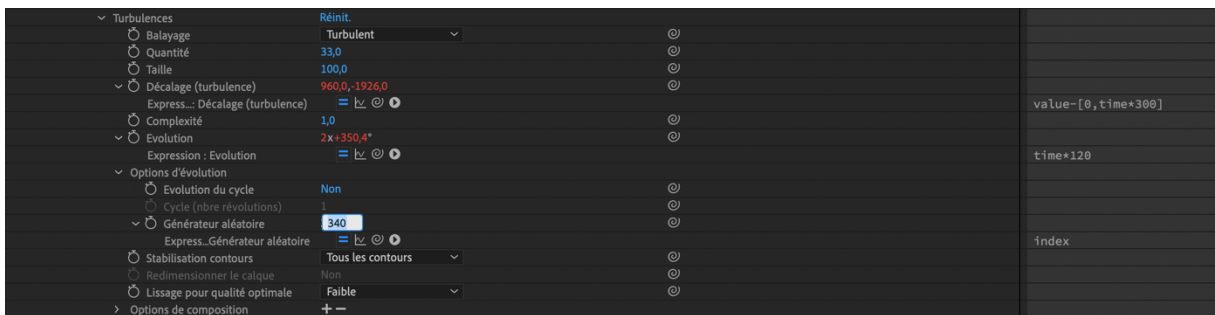 Turbulences Réinit.
Balayage Turbulent
Quantité 33,0
Taille 100,0
Décalage (turbulence) 960,0,-1926,0
Express...: Décalage (turbulence) value-[0,time*300]
Complexité 1,0
Evolution 2x+350,4°
Expression : Evolution time*120
Options d'évolution
Evolution du cycle Non
Cycle (nbre révolutions) 1
Générateur aléatoire 340
Express...Générateur aléatoire index
Stabilisation contours Tous les contours
Redimensionner le calque Non
Lissage pour qualité optimale Faible
Options de composition + −